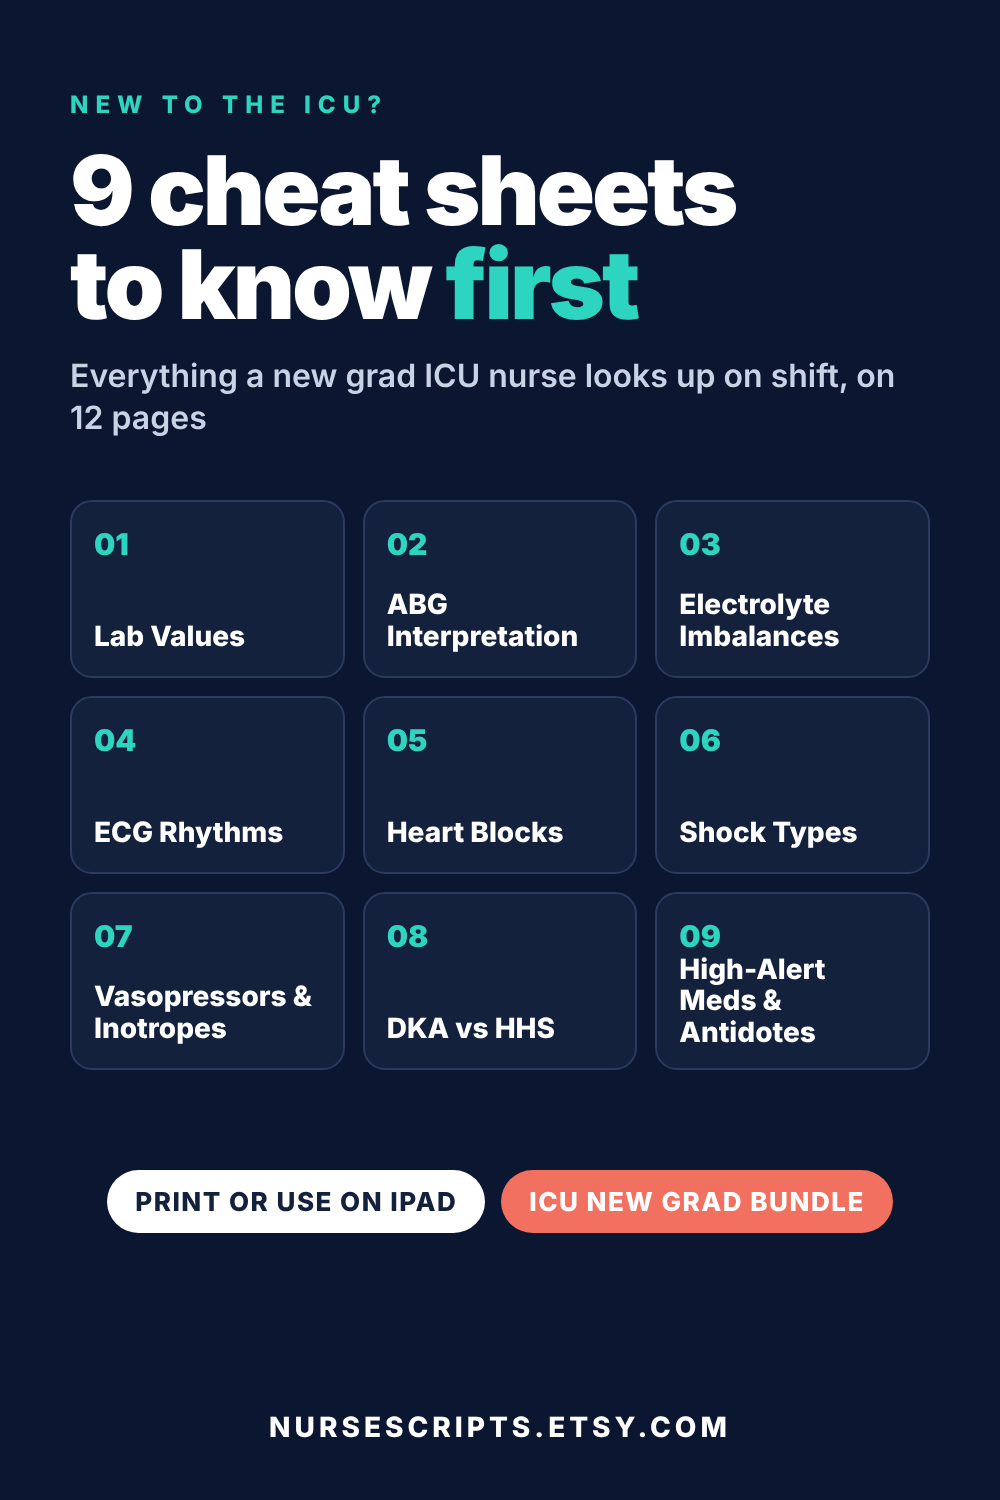 NEW TO THE ICU?
9 cheat sheets
to know first
Everything a new grad ICU nurse looks up on shift, on
12 pages
01
Lab Values
02
ABG
Interpretation
03
Electrolyte
Imbalances
04
ECG Rhythms
05
Heart Blocks
06
Shock Types
07
Vasopressors &
Inotropes
08
DKA vs HHS
09
High-Alert
Meds &
Antidotes
PRINT OR USE ON IPAD
ICU NEW GRAD BUNDLE
NURSESCRIPTS.ETSY.COM